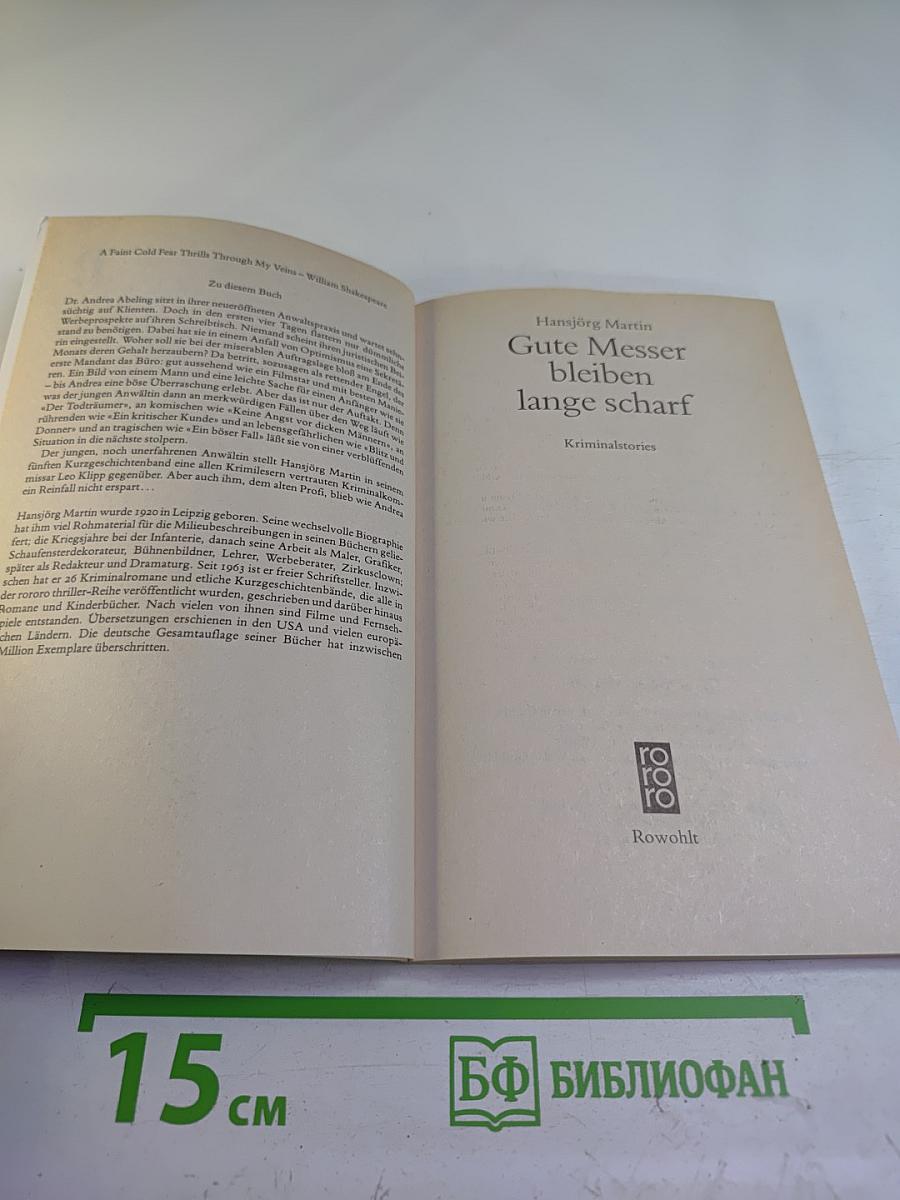 A Faint Cold Fear Thrills Through My Veins – William Shakespeare
Zu diesem Buch
Dr. Andrea Abeling sitzt in ihrer neueröffneten Anwaltspraxis und wartet sehn-
süchtig auf Klienten. Doch in den ersten vier Tagen flattern nur dümmliche
Werbeprospekte auf ihren Schreibtisch. Niemand scheint ihren juristischen Bei-
stand zu benötigen. Dabei hat sie in einem Anfall von Optimismus eine Sekretä-
rin eingestellt. Woher soll sie bei der miserablen Auftragslage bloß am Ende des
Monats deren Gehalt herzaubern? Da betritt, sozusagen als rettender Engel, der
erste Mandant das Büro: gut aussehend wie ein Filmstar und mit besten Manie-
ren. Ein Bild von einem Mann und eine leichte Sache für einen Anfänger wie sie
– bis Andrea eine böse Überraschung erlebt. Aber das ist nur der Auftakt. Denn
was der jungen Anwältin dann an merkwürdigen Fällen über den Weg läuft wie
«Der Todträumer», an komischen wie «Keine Angst vor dicken Männern», an
rührenden wie «Ein kritischer Kunde» und an lebensgefährlichen wie «Blitz und
Donner» und an tragischen wie «Ein böser Fall» läßt sie von einer verblüffenden
Situation in die nächste stolpern.
Der jungen, noch unerfahrenen Anwältin stellt Hansjörg Martin in seinem
fünften Kurzgeschichtenband eine allen Krimilesern vertrauten Kriminalkom-
missar Leo Klipp gegenüber. Aber auch ihm, dem alten Profi, blieb wie Andrea
ein Reinfall nicht erspart…
Hansjörg Martin wurde 1920 in Leipzig geboren. Seine wechselvolle Biographie
hat ihm viel Rohmaterial für die Milieubeschreibungen in seinen Büchern gelie-
fert; die Kriegsjahre bei der Infanterie, danach seine Arbeit als Maler, Grafiker,
Schaufensterdekorateur, Bühnenbildner, Lehrer, Werbeberater, Zirkusclown;
später als Redakteur und Dramaturg. Seit 1963 ist er freier Schriftsteller. Inzwi-
schen hat er 26 Kriminalromane und etliche Kurzgeschichtenbände, die alle in
der rororo thriller-Reihe veröffentlicht wurden, geschrieben und darüber hinaus
Romane und Kinderbücher. Nach vielen von ihnen sind Filme und Fernseh-
piele entstanden. Übersetzungen erschienen in den USA und vielen europä-
chen Ländern. Die deutsche Gesamtauflage seiner Bücher hat inzwischen
Million Exemplare überschritten.
Hansjörg Martin
Gute Messer
bleiben
lange scharf
Kriminalstories
ro
ro
ro
Rowohlt
15 см
БФ БИБЛИОФАН